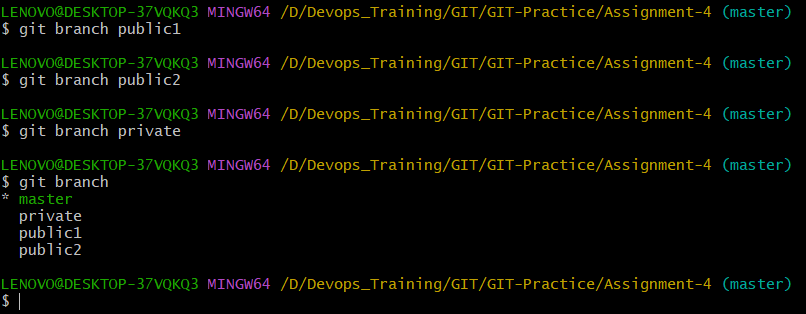 LENOVO@DESKTOP-37VQKQ3 MINGW64 /D/Devops_Training/GIT/GIT-Practice/Assignment-4 (master)
$ git branch public1
LENOVO@DESKTOP-37VQKQ3 MINGW64 /D/Devops_Training/GIT/GIT-Practice/Assignment-4 (master)
$ git branch public2
LENOVO@DESKTOP-37VQKQ3 MINGW64 /D/Devops_Training/GIT/GIT-Practice/Assignment-4 (master)
$ git branch private
LENOVO@DESKTOP-37VQKQ3 MINGW64 /D/Devops_Training/GIT/GIT-Practice/Assignment-4 (master)
$ git branch
* master
  private
  public1
  public2
LENOVO@DESKTOP-37VQKQ3 MINGW64 /D/Devops_Training/GIT/GIT-Practice/Assignment-4 (master)
$